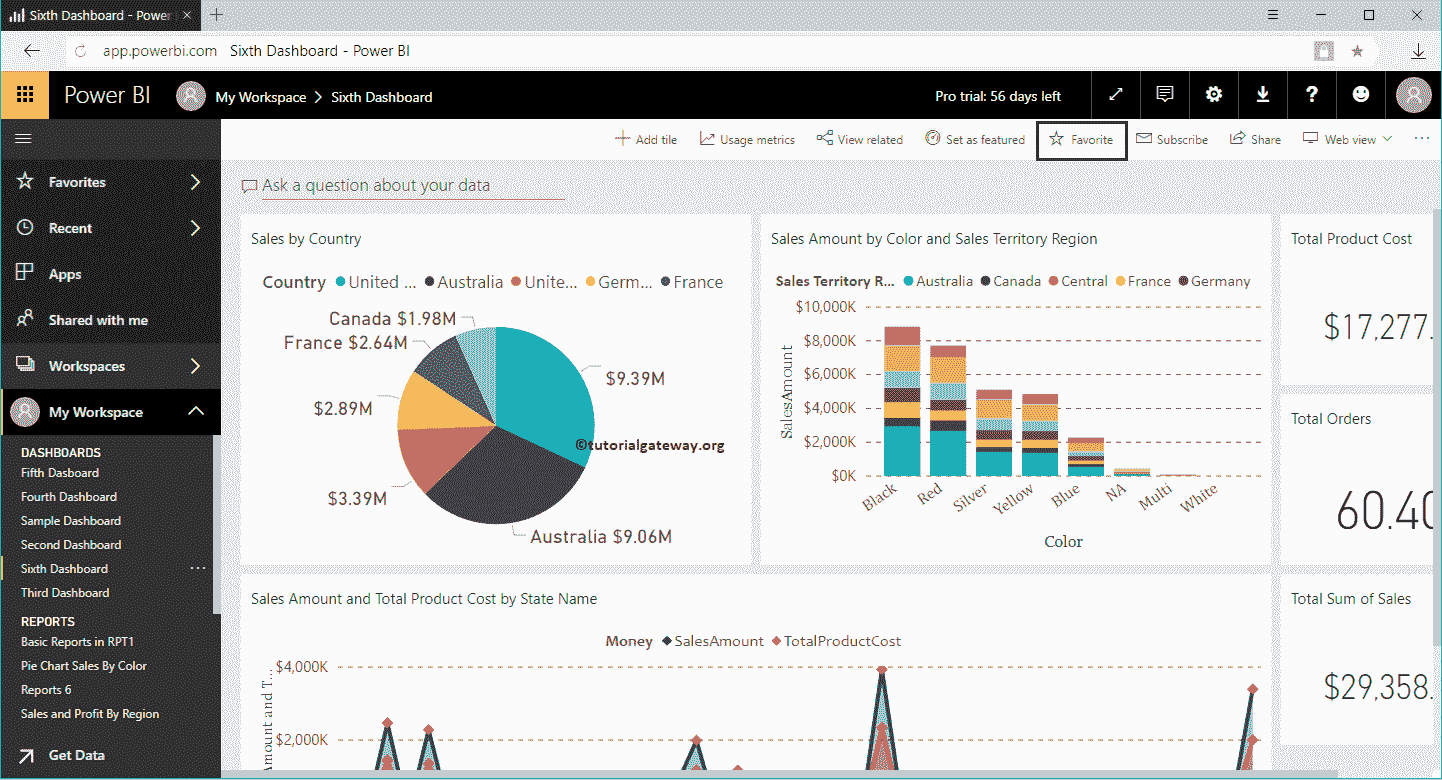 Sixth Dashboard - Power
app.powerbi.com Sixth Dashboard - Power BI
Power BI My Workspace > Sixth Dashboard Pro trial: 56 days left
Add tile Usage metrics View related Set as featured Favorite Subscribe Share Web view ...
Favorites
Recent
Apps
Shared with me
Workspaces
My Workspace
DASHBOARDS
Fifth Dasboard
Fourth Dashboard
Sample Dashboard
Second Dashboard
Sixth Dashboard ...
Third Dashboard
REPORTS
Basic Reports in RPT1
Pie Chart Sales By Color
Reports 6
Sales and Profit By Region
Get Data
Ask a question about your data
Sales by Country
Country United ... Australia Unite... Germ... France
Canada $1.98M
France $2.64M
$9.39M
$2.89M
©tutorialgateway.org
$3.39M
Australia $9.06M
Sales Amount by Color and Sales Territory Region
Sales Territory R... Australia Canada Central France Germany
SalesAmount
$10,000K
$8,000K
$6,000K
$4,000K
$2,000K
$0K
Black Red Silver Yellow Blue NA Multi White
Color
Total Product Cost
$17,277.
Total Orders
60.40
Total Sum of Sales
$29,358.
Sales Amount and Total Product Cost by State Name
Money SalesAmount TotalProductCost
Amount and T...
$4,000K
$2,000K